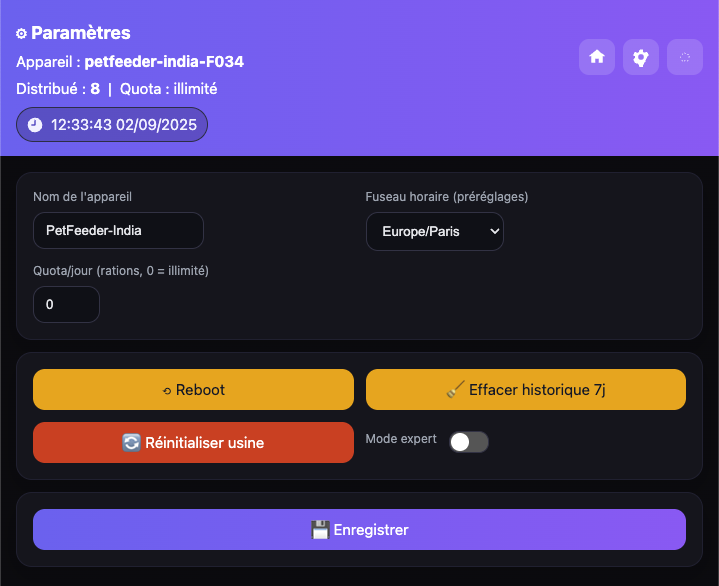 ⚙ Paramètres
Appareil : petfeeder-india-F034
Distribué : 8 | Quota : illimité
12:33:43 02/09/2025
Nom de l'appareil
PetFeeder-India
Fuseau horaire (préréglages)
Europe/Paris
Quota/jour (rations, 0 = illimité)
0
⟲ Reboot
🧹 Effacer historique 7j
🔄 Réinitialiser usine
Mode expert
💾 Enregistrer